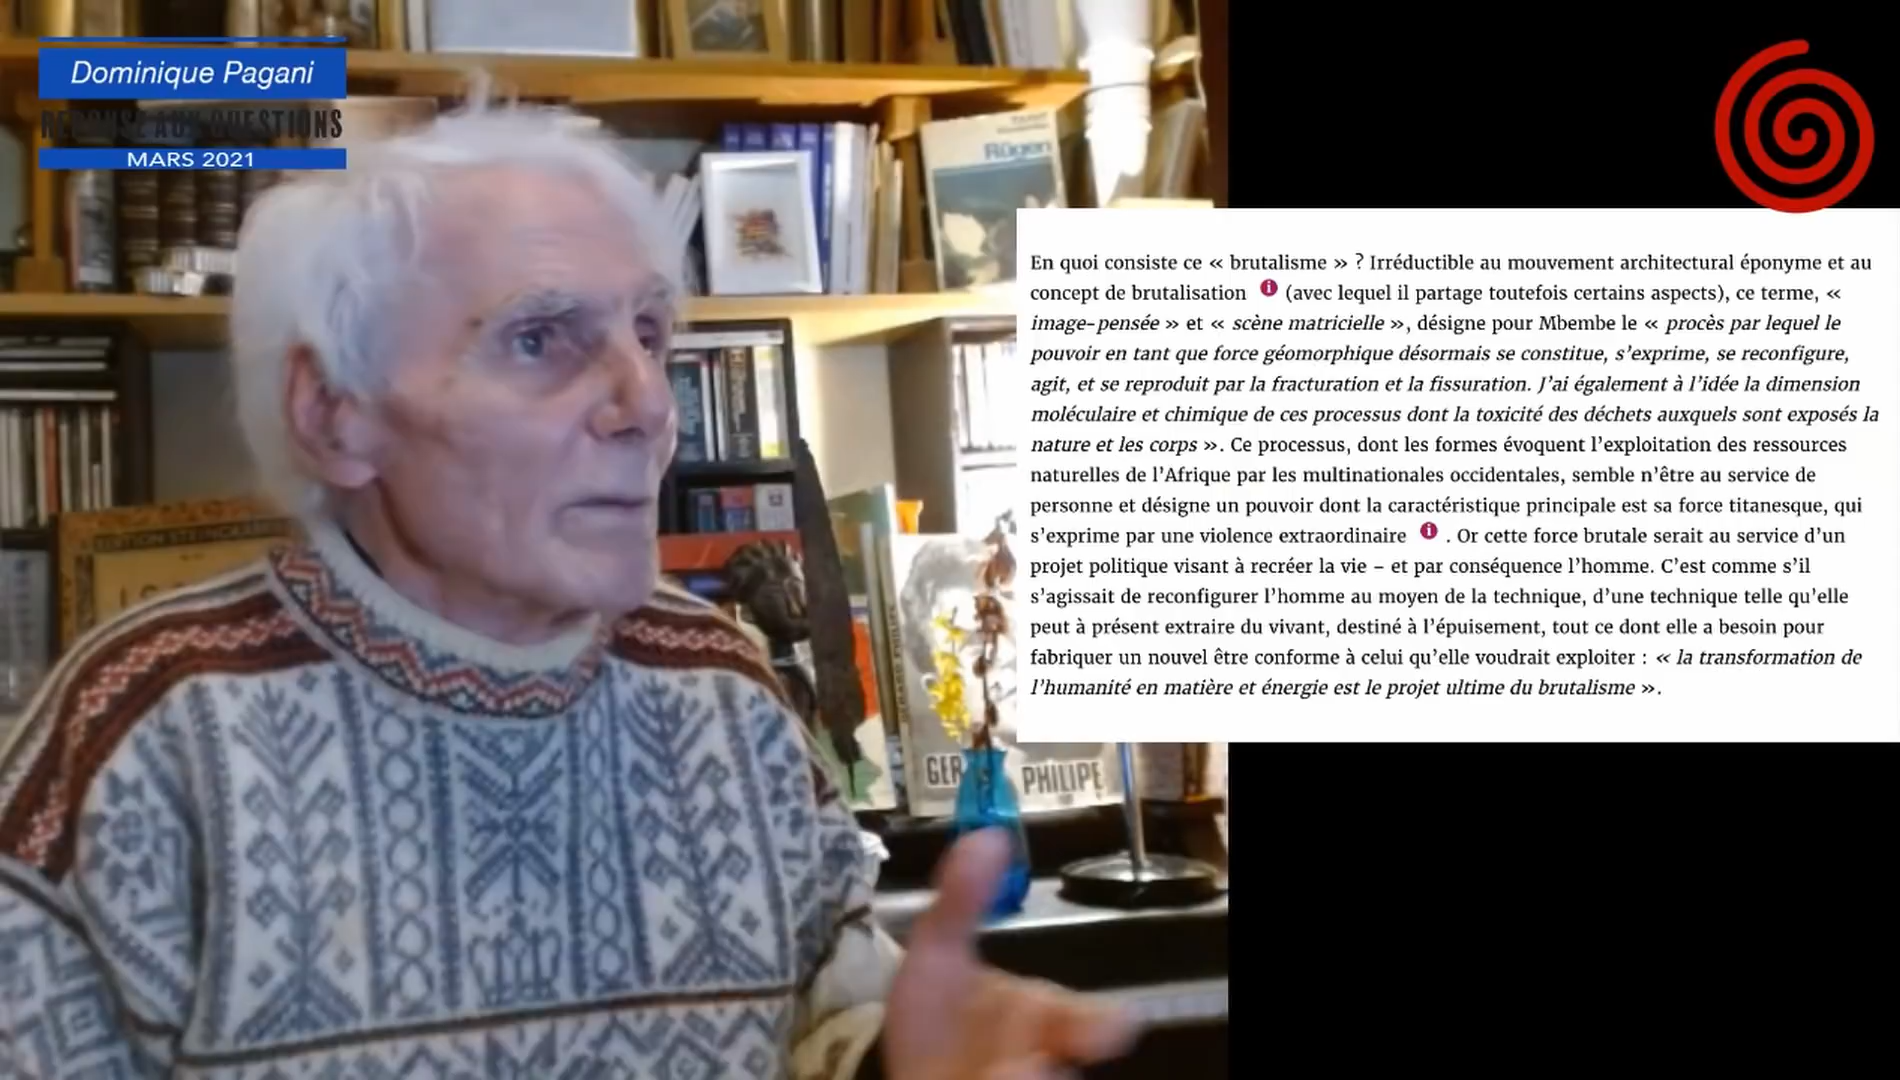 Dominique Pagani
REPONSE AUX QUESTIONS
MARS 2021
Rügen
En quoi consiste ce « brutalisme » ? Irréductible au mouvement architectural éponyme et au
concept de brutalisation (avec lequel il partage toutefois certains aspects), ce terme, «
image-pensée » et « scène matricielle », désigne pour Mbembe le « procès par lequel le
pouvoir en tant que force géomorphique désormais se constitue, s’exprime, se reconfigure,
agit, et se reproduit par la fracturation et la fissuration. J’ai également à l’idée la dimension
moléculaire et chimique de ces processus dont la toxicité des déchets auxquels sont exposés la
nature et les corps ». Ce processus, dont les formes évoquent l’exploitation des ressources
naturelles de l’Afrique par les multinationales occidentales, semble n’être au service de
personne et désigne un pouvoir dont la caractéristique principale est sa force titanesque, qui
s’exprime par une violence extraordinaire . Or cette force brutale serait au service d’un
projet politique visant à recréer la vie – et par conséquence l’homme. C’est comme s’il
s’agissait de reconfigurer l’homme au moyen de la technique, d’une technique telle qu’elle
peut à présent extraire du vivant, destiné à l’épuisement, tout ce dont elle a besoin pour
fabriquer un nouvel être conforme à celui qu’elle voudrait exploiter : « la transformation de
l’humanité en matière et énergie est le projet ultime du brutalisme ».
PHILIPE